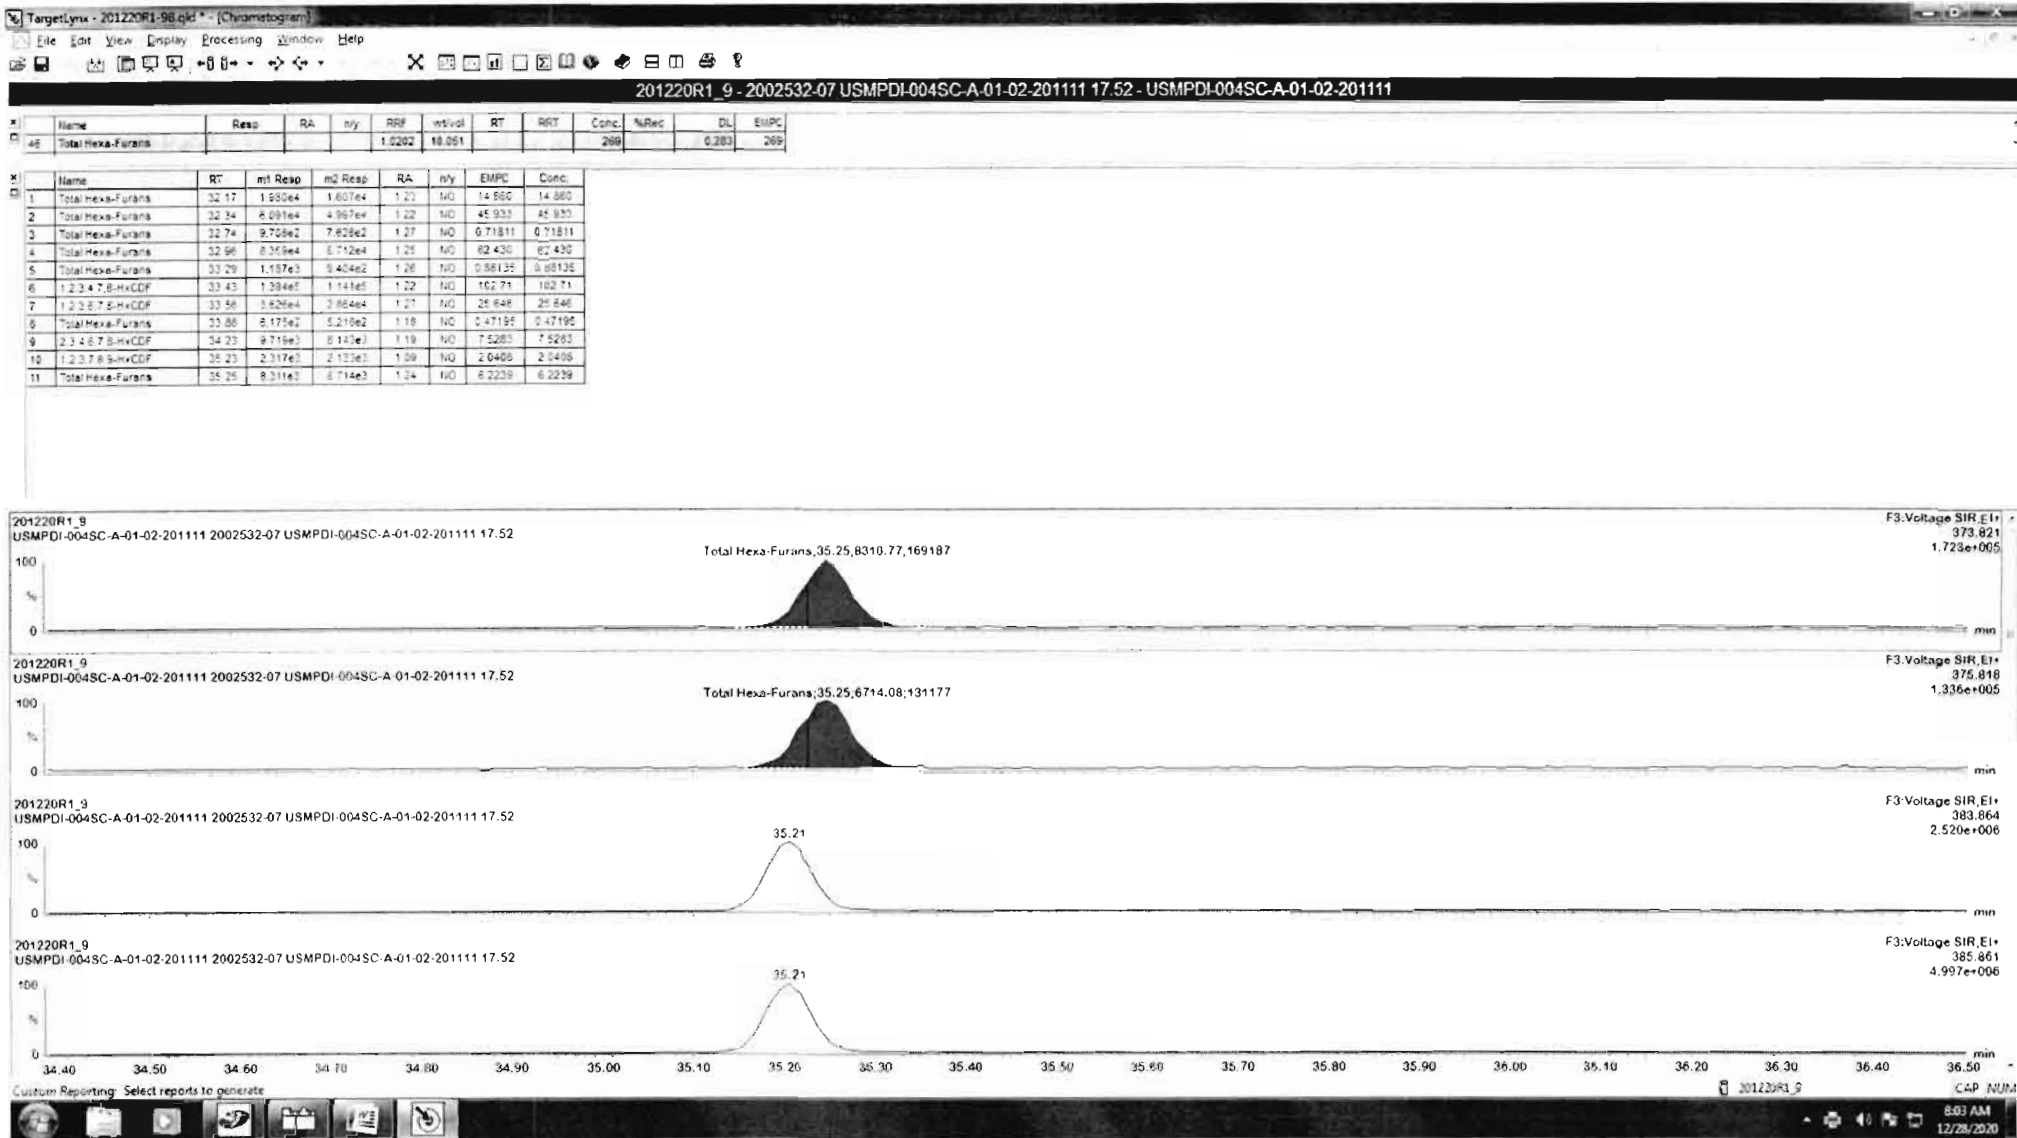 TargetLynx - 201220R1-98.qld * - [Chromatogram]
File Edit View Display Processing Window Help
201220R1_9 - 2002532-07 USMPDI-004SC-A-01-02-201111 17.52 - USMPDI-004SC-A-01-02-201111
Name Resp RA n/y RRF wt/vol RT RRT Conc. %Rec DL EMPC
46 Total Hexa-Furans 1.0202 10.051 269 0.283 269
Name RT m1 Resp m2 Resp RA n/y EMPC Conc.
1 Total Hexa-Furans 32.17 1.980e4 1.607e4 1.23 NO 14.860 14.860
2 Total Hexa-Furans 32.34 6.091e4 4.997e4 1.22 NO 45.933 45.933
3 Total Hexa-Furans 32.74 9.708e2 7.628e2 1.27 NO 0.71811 0.71811
4 Total Hexa-Furans 32.96 8.359e4 6.712e4 1.25 NO 62.430 62.430
5 Total Hexa-Furans 33.29 1.187e3 9.404e2 1.26 NO 0.88135 0.88135
6 1,2,3,4,7,8-HxCDF 33.43 1.394e5 1.141e5 1.22 NO 102.71 102.71
7 1,2,3,6,7,8-HxCDF 33.56 3.626e4 2.864e4 1.27 NO 25.646 25.646
8 Total Hexa-Furans 33.86 6.175e2 5.216e2 1.18 NO 0.47195 0.47195
9 2,3,4,6,7,8-HxCDF 34.23 9.719e3 8.143e3 1.19 NO 7.5283 7.5283
10 1,2,3,7,8,9-HxCDF 35.23 2.317e3 2.133e3 1.09 NO 2.0406 2.0406
11 Total Hexa-Furans 35.25 8.311e3 6.714e3 1.24 NO 6.2239 6.2239
201220R1_9
USMPDI-004SC-A-01-02-201111 2002532-07 USMPDI-004SC-A-01-02-201111 17.52
F3:Voltage SIR,EI+
373.821
1.723e+005
Total Hexa-Furans;35.25;8310.77;169187
100
%
0
min
201220R1_9
USMPDI-004SC-A-01-02-201111 2002532-07 USMPDI-004SC-A-01-02-201111 17.52
F3:Voltage SIR,EI+
375.818
1.336e+005
Total Hexa-Furans;35.25;6714.08;131177
100
%
0
min
201220R1_9
USMPDI-004SC-A-01-02-201111 2002532-07 USMPDI-004SC-A-01-02-201111 17.52
F3:Voltage SIR,EI+
383.864
2.520e+006
35.21
100
%
0
min
201220R1_9
USMPDI-004SC-A-01-02-201111 2002532-07 USMPDI-004SC-A-01-02-201111 17.52
F3:Voltage SIR,EI+
385.861
4.997e+006
35.21
100
%
0
min
34.40 34.50 34.60 34.70 34.80 34.90 35.00 35.10 35.20 35.30 35.40 35.50 35.60 35.70 35.80 35.90 36.00 36.10 36.20 36.30 36.40 36.50
Custom Reporting: Select reports to generate
201220R1_9 CAP NUM
8:03 AM
12/28/2020